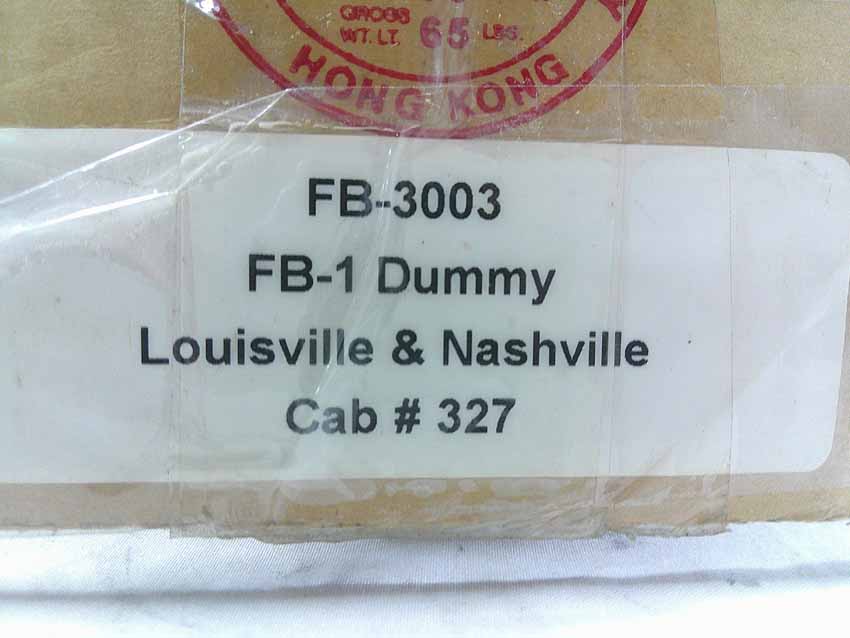 GROSS
WT. LT. 65 LBS.
HONG KONG
FB-3003
FB-1 Dummy
Louisville & Nashville
Cab # 327